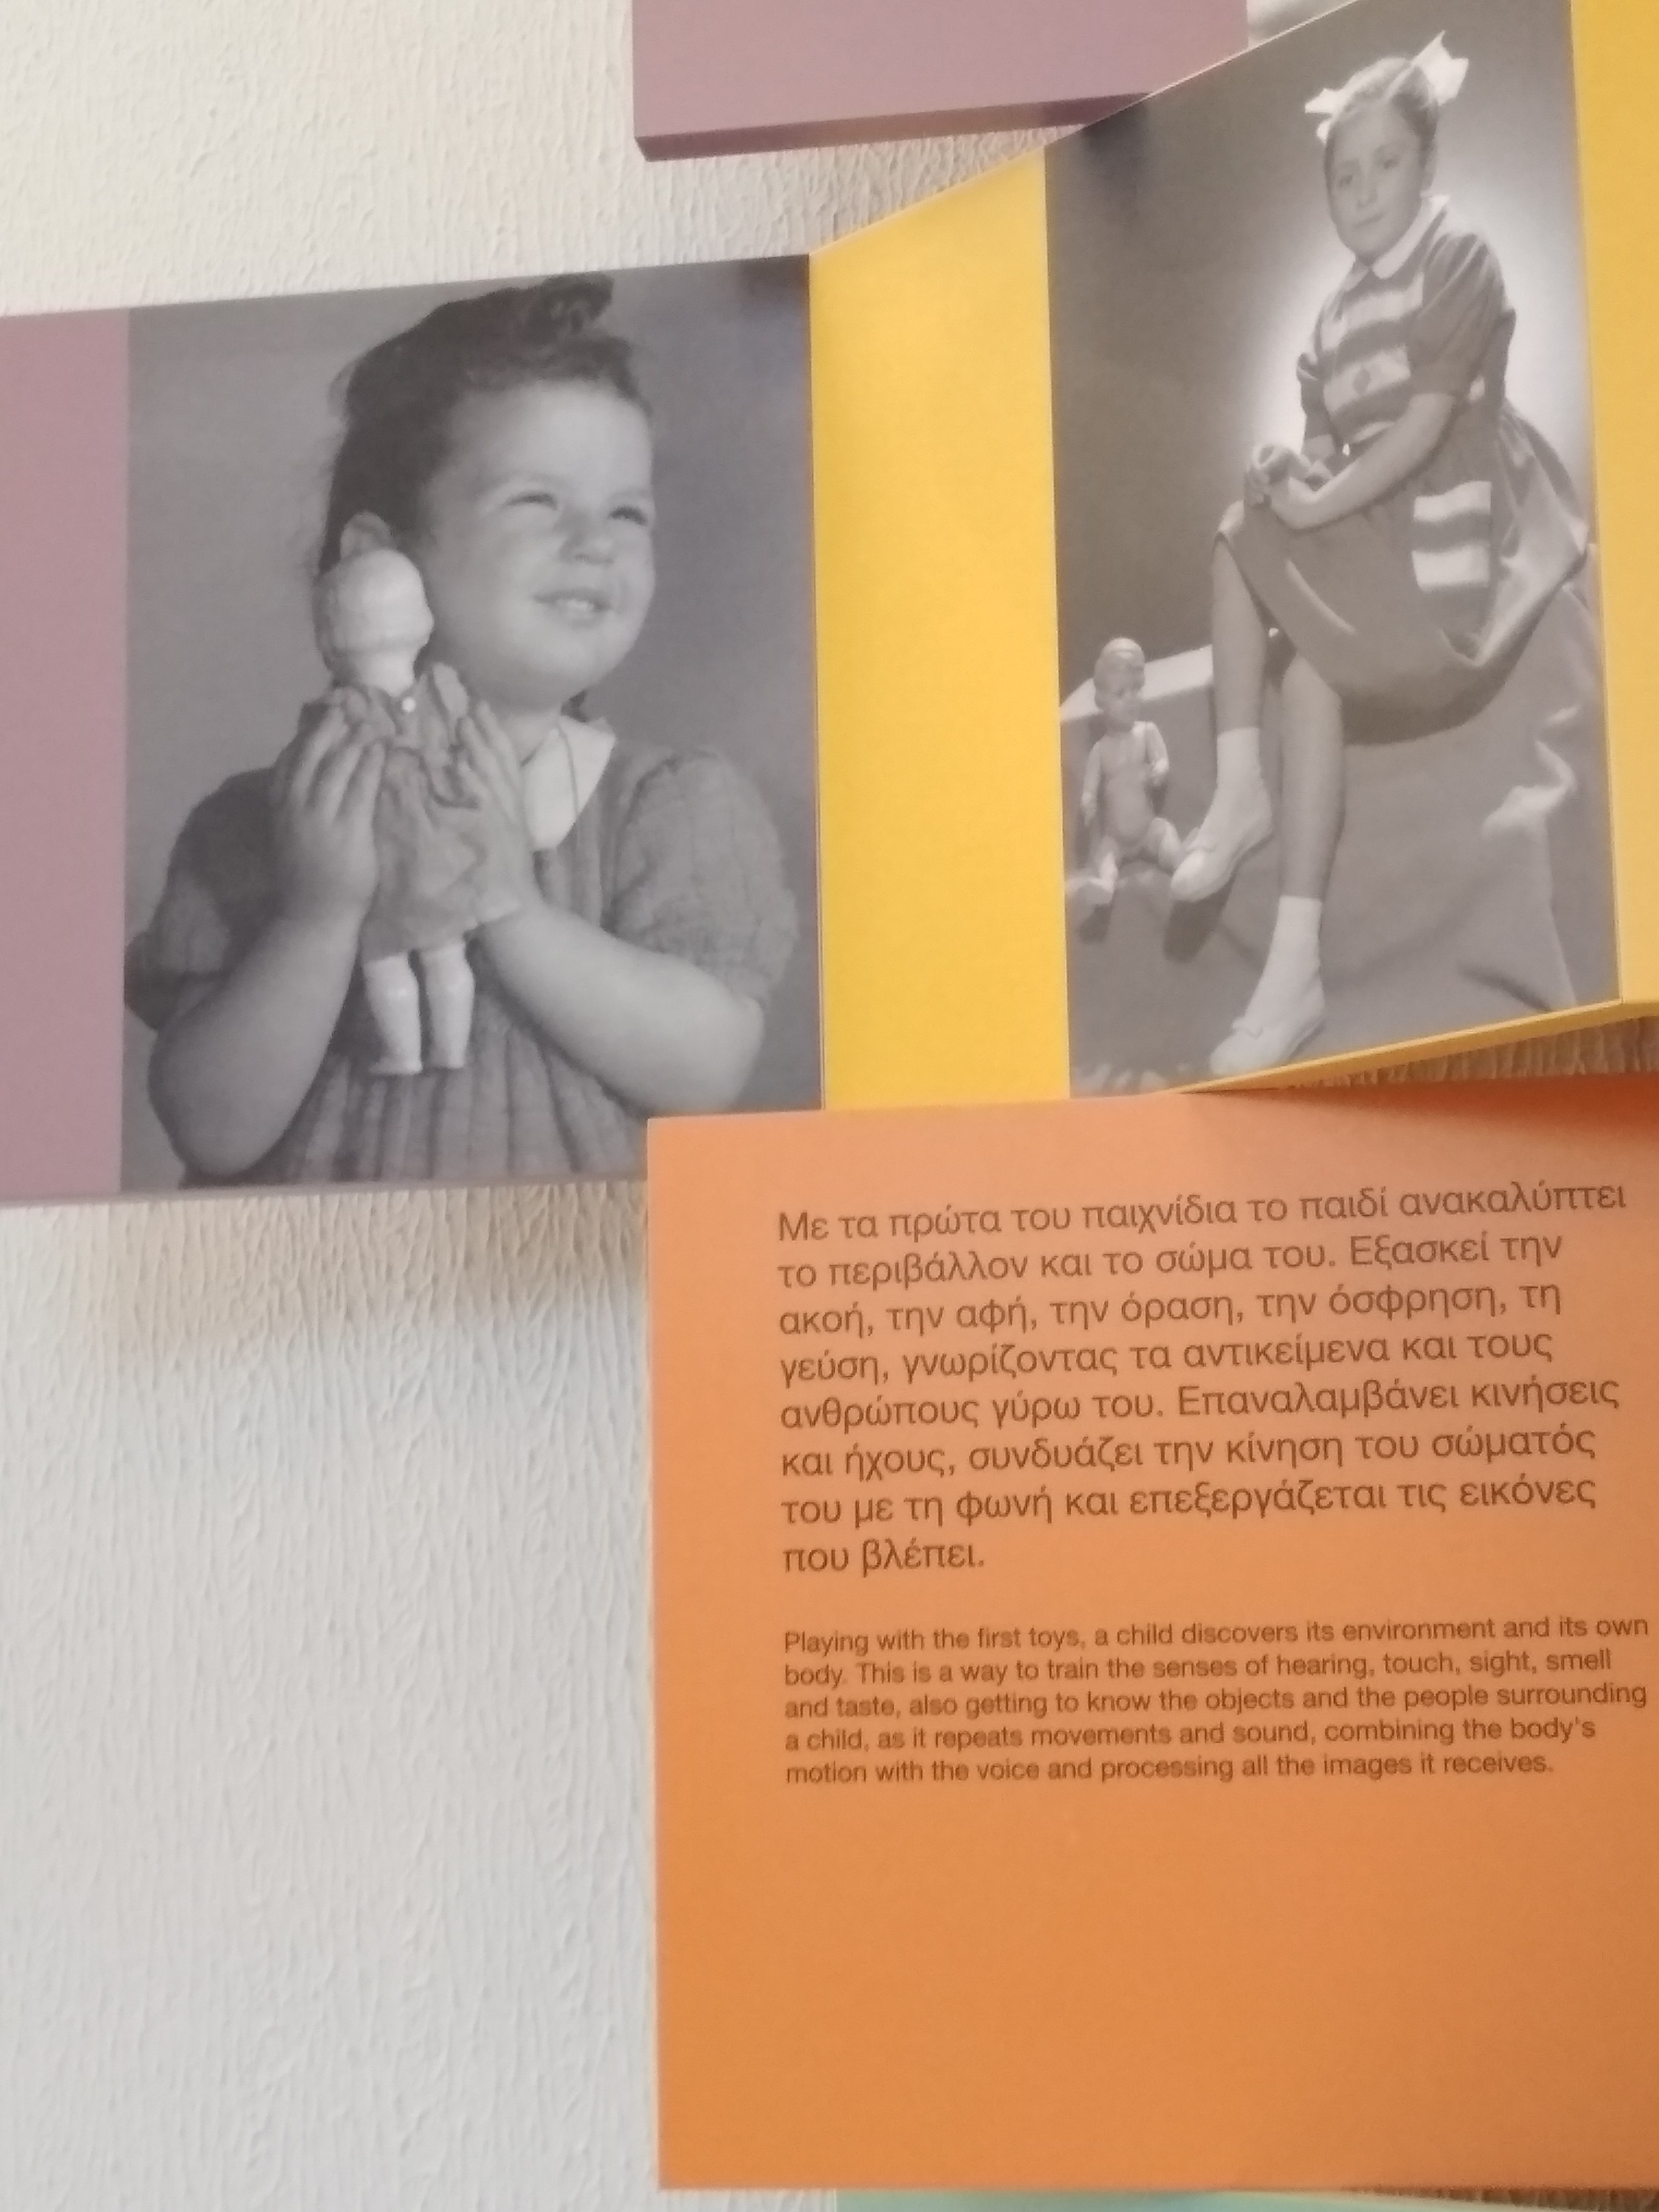 Με τα πρώτα του παιχνίδια το παιδί ανακαλύπτει
το περιβάλλον και το σώμα του. Εξασκεί την
ακοή, την αφή, την όραση, την όσφρηση, τη
γεύση, γνωρίζοντας τα αντικείμενα και τους
ανθρώπους γύρω του. Επαναλαμβάνει κινήσεις
και ήχους, συνδυάζει την κίνηση του σώματός
του με τη φωνή και επεξεργάζεται τις εικόνες
που βλέπει.
Playing with the first toys, a child discovers its environment and its own
body. This is a way to train the senses of hearing, touch, sight, smell
and taste, also getting to know the objects and the people surrounding
a child, as it repeats movements and sound, combining the body's
motion with the voice and processing all the images it receives.